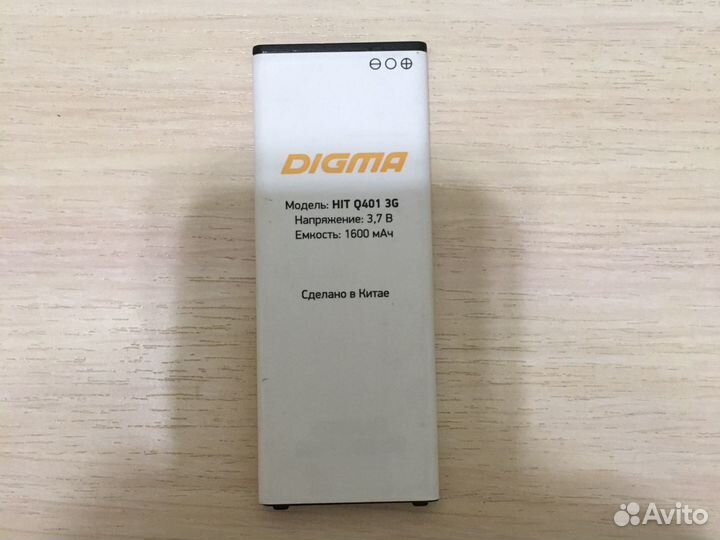 DIGMA
Модель: HIT Q401 3G
Напряжение: 3,7 В
Емкость: 1600 мАч
Сделано в Китае
Avito